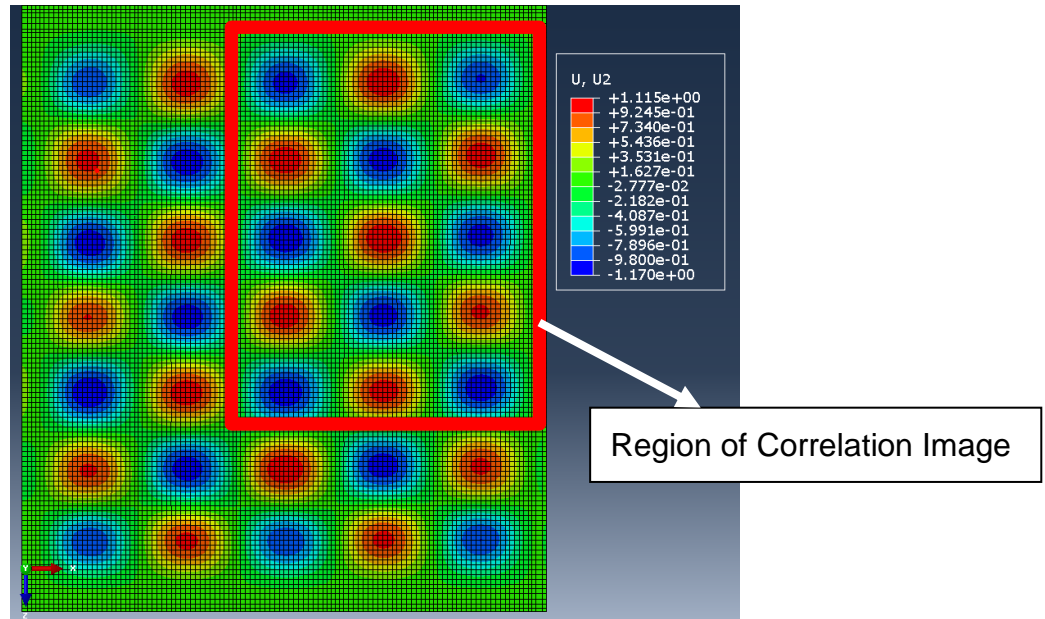 U, U2
+1.115e+00
+9.245e-01
+7.340e-01
+5.436e-01
+3.531e-01
+1.627e-01
-2.777e-02
-2.182e-01
-4.087e-01
-5.991e-01
-7.896e-01
-9.800e-01
-1.170e+00
Region of Correlation Image
Y X
Z